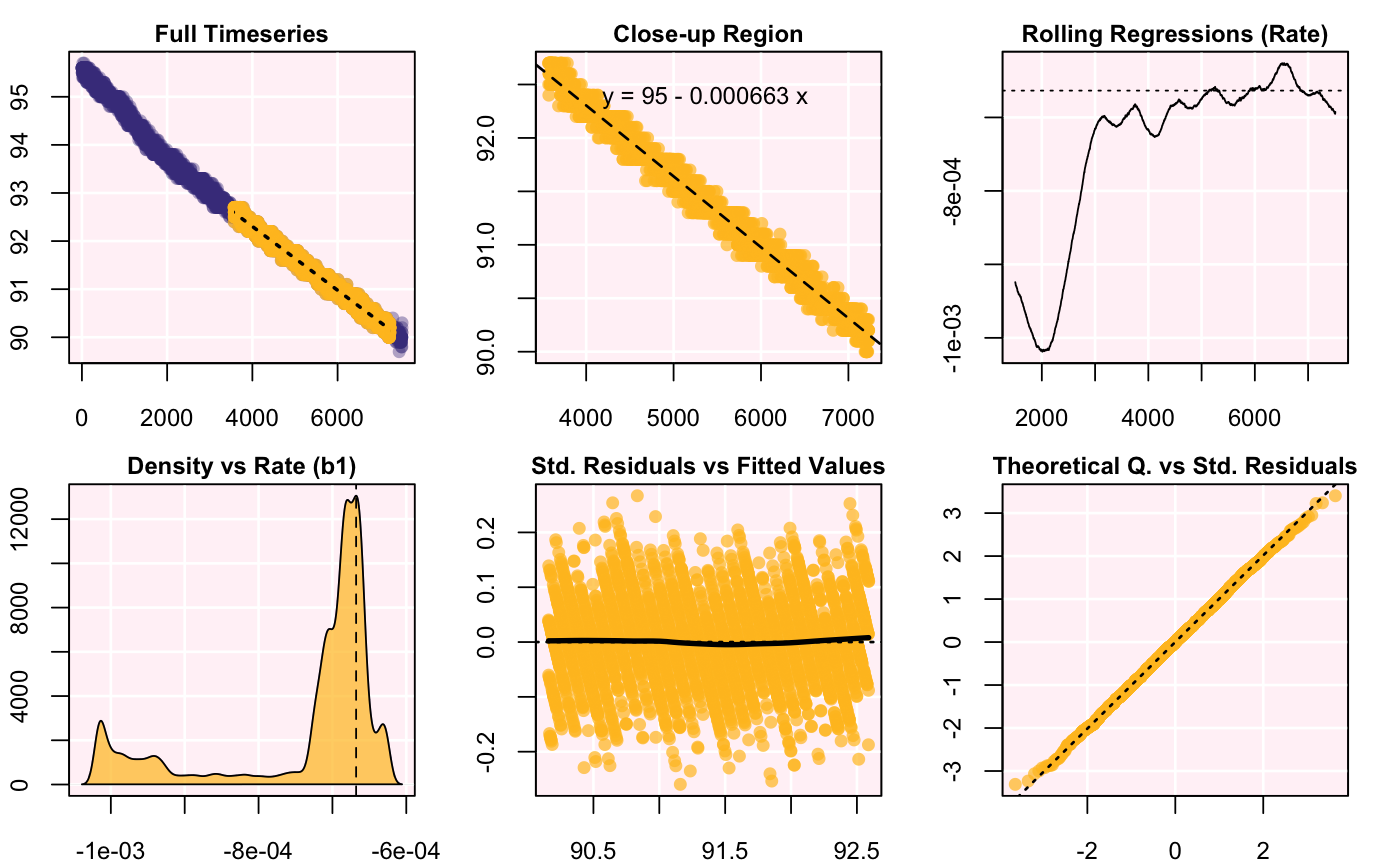 Full Timeseries
95
94
93
92
91
90
0 2000 4000 6000
Close-up Region
y = 95 - 0.000663 x
92.0
91.0
90.0
4000 5000 6000 7000
Rolling Regressions (Rate)
-8e-04
-1e-03
2000 4000 6000
Density vs Rate (b1)
12000
8000
4000
0
-1e-03 -8e-04 -6e-04
Std. Residuals vs Fitted Values
0.2
0.1
0.0
-0.2
90.5 91.5 92.5
Theoretical Q. vs Std. Residuals
3
2
1
0
-1
-2
-3
-2 0 2